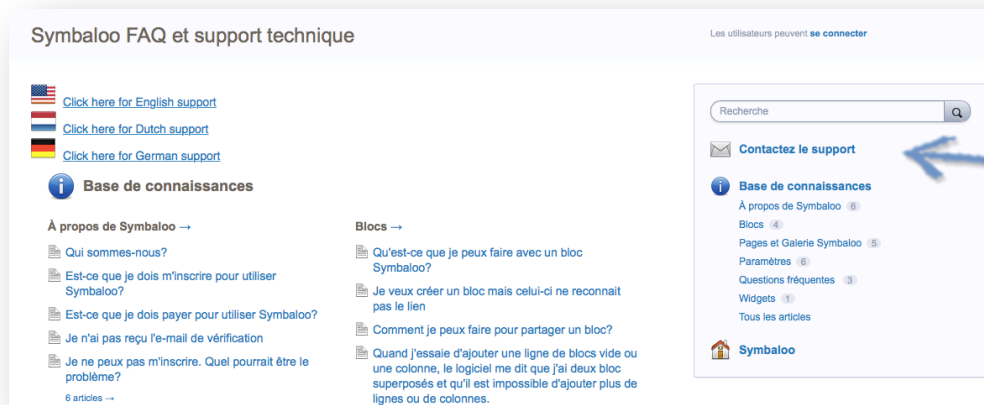 Symbaloo FAQ et support technique
Les utilisateurs peuvent se connecter
Click here for English support
Click here for Dutch support
Click here for German support
Base de connaissances
À propos de Symbaloo →
Qui sommes-nous?
Est-ce que je dois m'inscrire pour utiliser
Symbaloo?
Est-ce que je dois payer pour utiliser Symbaloo?
Je n'ai pas reçu l'e-mail de vérification
Je ne peux pas m'inscrire. Quel pourrait être le
problème?
6 articles →
Blocs →
Qu'est-ce que je peux faire avec un bloc
Symbaloo?
Je veux créer un bloc mais celui-ci ne reconnait
pas le lien
Comment je peux faire pour partager un bloc?
Quand j'essaie d'ajouter une ligne de blocs vide ou
une colonne, le logiciel me dit que j'ai deux bloc
superposés et qu'il est impossible d'ajouter plus de
lignes ou de colonnes.
Recherche
Contactez le support
Base de connaissances
À propos de Symbaloo 6
Blocs 4
Pages et Galerie Symbaloo 5
Paramètres 6
Questions fréquentes 3
Widgets 1
Tous les articles
Symbaloo